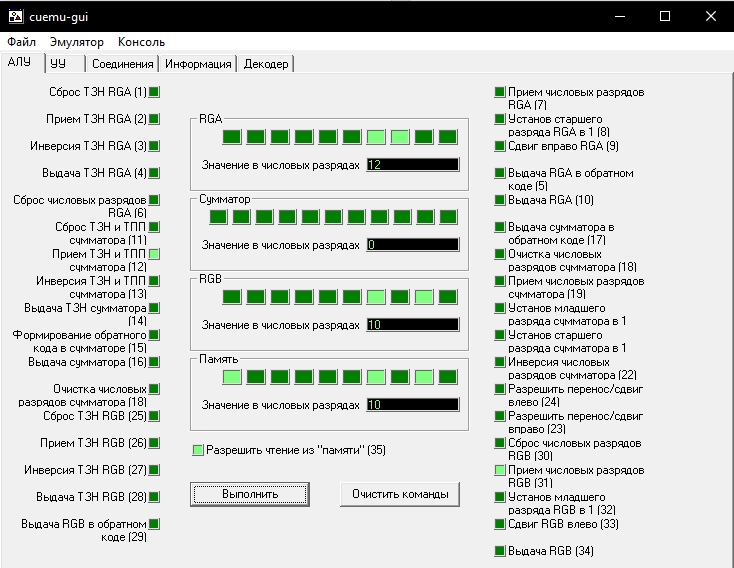 cuemu-gui
Файл Эмулятор Консоль
АЛУ УУ Соединения Информация Декодер
Сброс ТЗН RGA (1)
Прием ТЗН RGA (2)
Инверсия ТЗН RGA (3)
Выдача ТЗН RGA (4)
Сброс числовых разрядов
RGA (6)
Сброс ТЗН и ТПП
сумматора (11)
Прием ТЗН и ТПП
сумматора (12)
Инверсия ТЗН и ТПП
сумматора (13)
Выдача ТЗН сумматора
(14)
Формирование обратного
кода в сумматоре (15)
Выдача сумматора (16)
Очистка числовых
разрядов сумматора (18)
Сброс ТЗН RGB (25)
Прием ТЗН RGB (26)
Инверсия ТЗН RGB (27)
Выдача ТЗН RGB (28)
Выдача RGB в обратном
коде (29)
RGA
Значение в числовых разрядах 12
Сумматор
Значение в числовых разрядах 0
RGB
Значение в числовых разрядах 10
Память
Значение в числовых разрядах 10
Разрешить чтение из "памяти" (35)
Выполнить Очистить команды
Прием числовых разрядов
RGA (7)
Установ старшего
разряда RGA в 1 (8)
Сдвиг вправо RGA (9)
Выдача RGA в обратном
коде (5)
Выдача RGA (10)
Выдача сумматора в
обратном коде (17)
Очистка числовых
разрядов сумматора (18)
Прием числовых разрядов
сумматора (19)
Установ младшего
разряда сумматора в 1
Установ старшего
разряда сумматора в 1
Инверсия числовых
разрядов сумматора (22)
Разрешить перенос/сдвиг
влево (24)
Разрешить перенос/сдвиг
вправо (23)
Сброс числовых разрядов
RGB (30)
Прием числовых разрядов
RGB (31)
Установ младшего
разряда RGB в 1 (32)
Сдвиг RGB влево (33)
Выдача RGB (34)